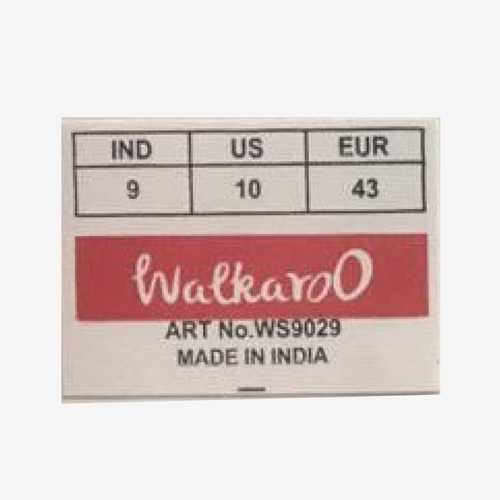 IND US EUR
9 10 43
WalkaroO
ART No.WS9029
MADE IN INDIA